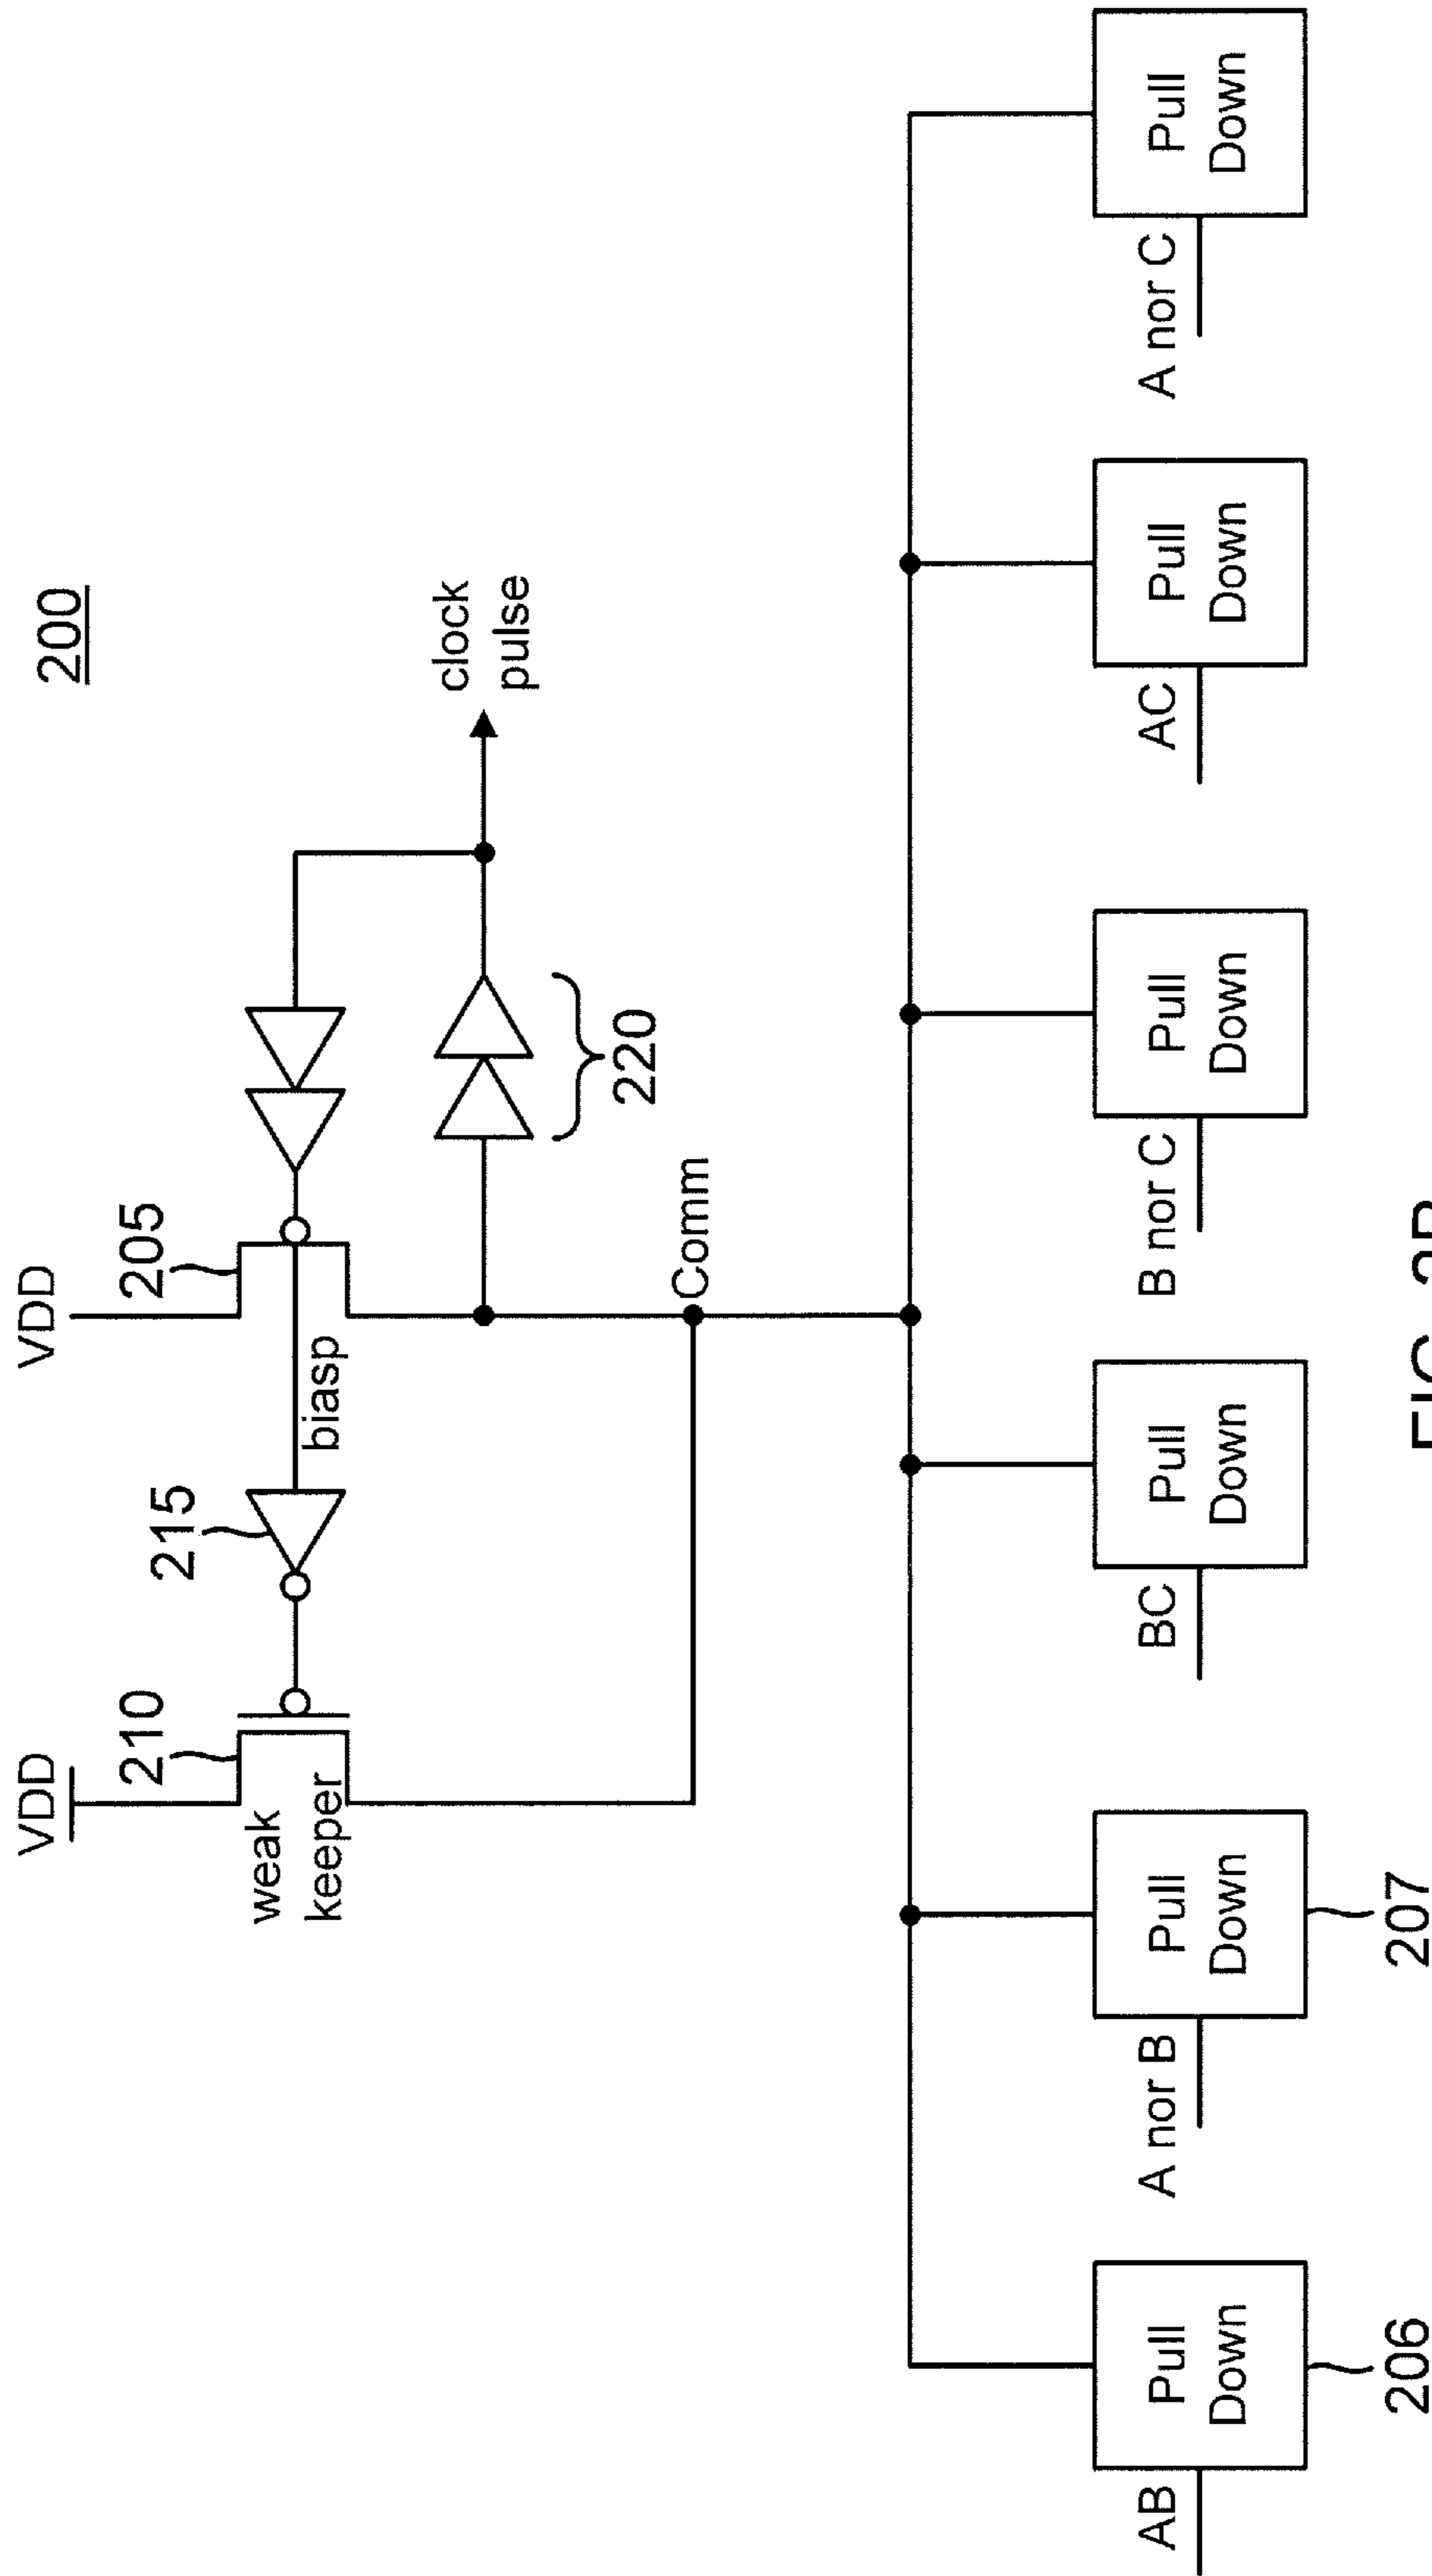 200
VDD
VDD
210
215
205
weak
keeper
biasp
clock
pulse
220
Comm
AB
Pull
Down
206
A nor B
Pull
Down
207
BC
Pull
Down
B nor C
Pull
Down
AC
Pull
Down
A nor C
Pull
Down